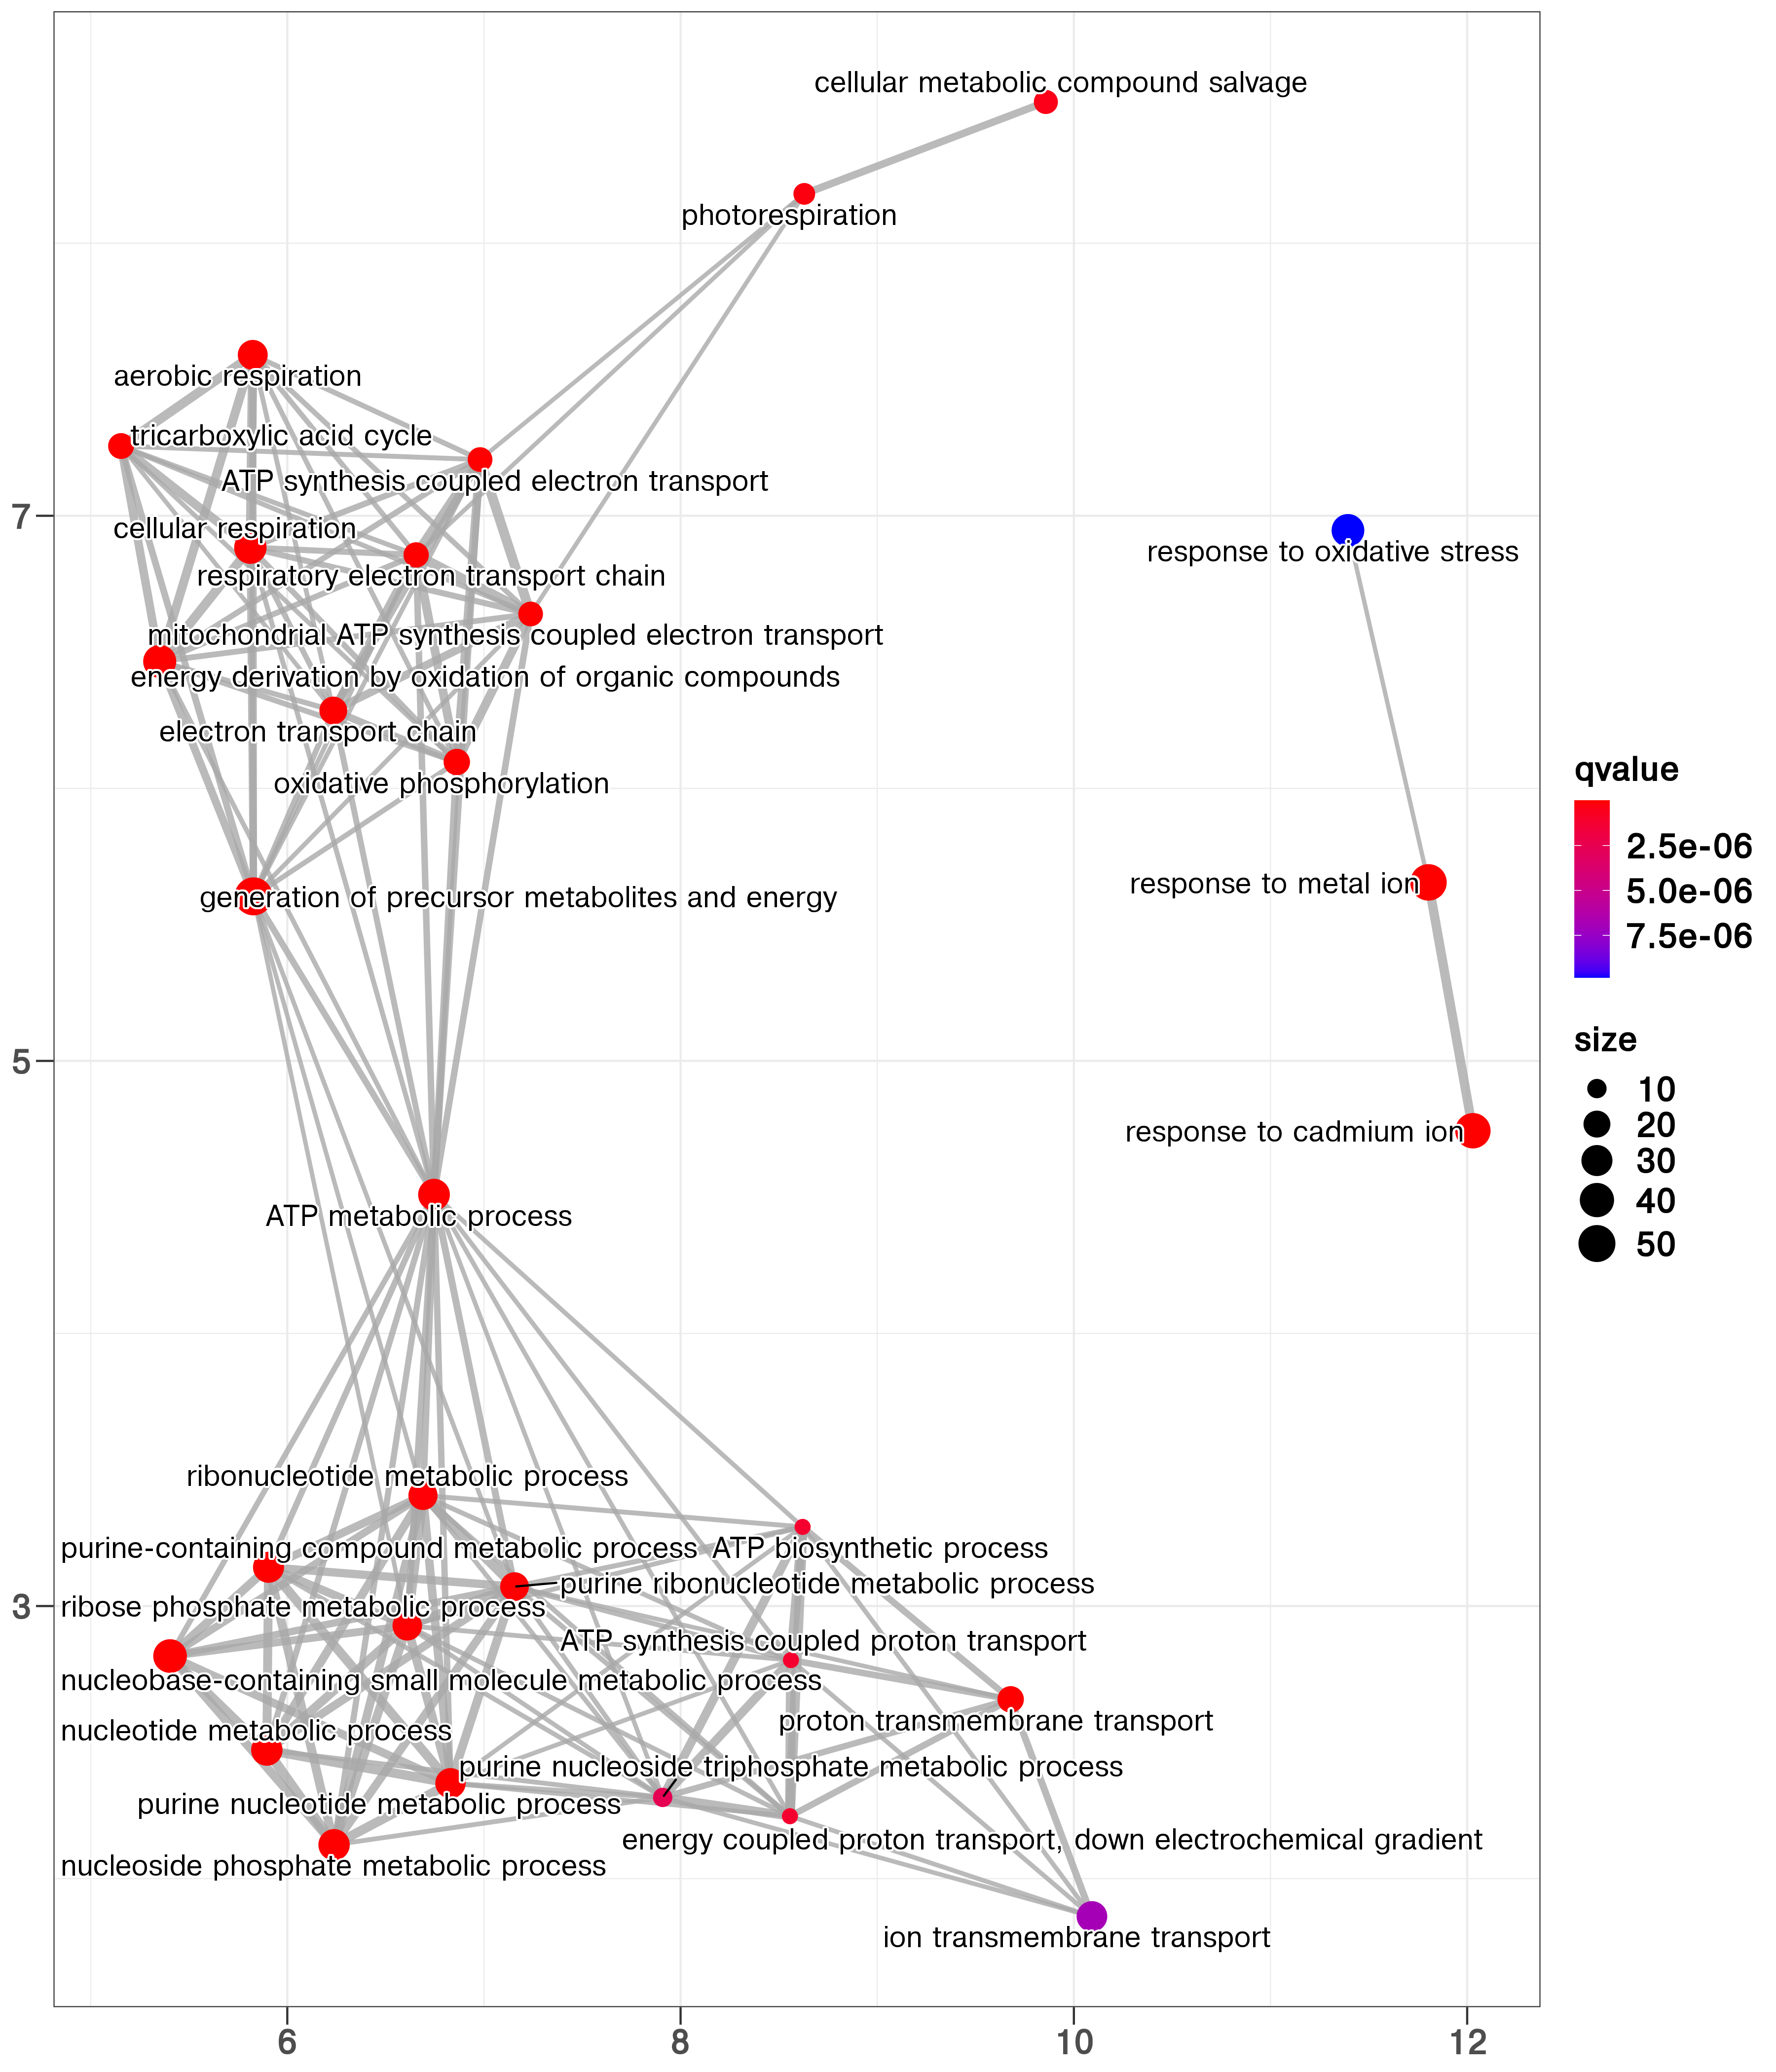 cellular metabolic compound salvage
photorespiration
aerobic respiration
tricarboxylic acid cycle
ATP synthesis coupled electron transport
cellular respiration
respiratory electron transport chain
mitochondrial ATP synthesis coupled electron transport
energy derivation by oxidation of organic compounds
electron transport chain
oxidative phosphorylation
generation of precursor metabolites and energy
response to oxidative stress
response to metal ion
response to cadmium ion
ATP metabolic process
ribonucleotide metabolic process
purine-containing compound metabolic process
ATP biosynthetic process
purine ribonucleotide metabolic process
ribose phosphate metabolic process
ATP synthesis coupled proton transport
nucleobase-containing small molecule metabolic process
proton transmembrane transport
nucleotide metabolic process
purine nucleoside triphosphate metabolic process
purine nucleotide metabolic process
energy coupled proton transport, down electrochemical gradient
nucleoside phosphate metabolic process
ion transmembrane transport
7
5
3
6
8
10
12
qvalue
2.5e-06
5.0e-06
7.5e-06
size
10
20
30
40
50